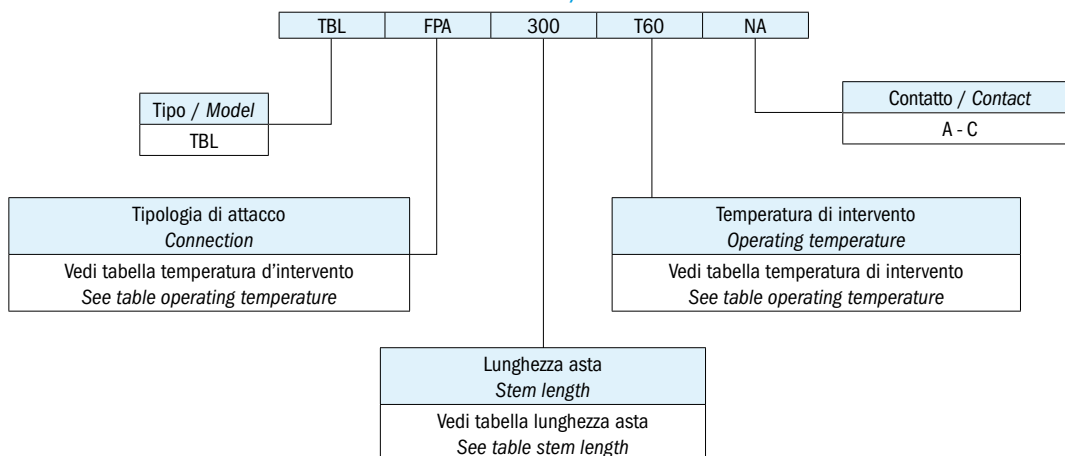 TBL FPA 300 T60 NA
Tipo / Model
TBL
Contatto / Contact
A - C
Tipologia di attacco
Connection
Vedi tabella temperatura d'intervento
See table operating temperature
Temperatura di intervento
Operating temperature
Vedi tabella temperatura di intervento
See table operating temperature
Lunghezza asta
Stem length
Vedi tabella lunghezza asta
See table stem length